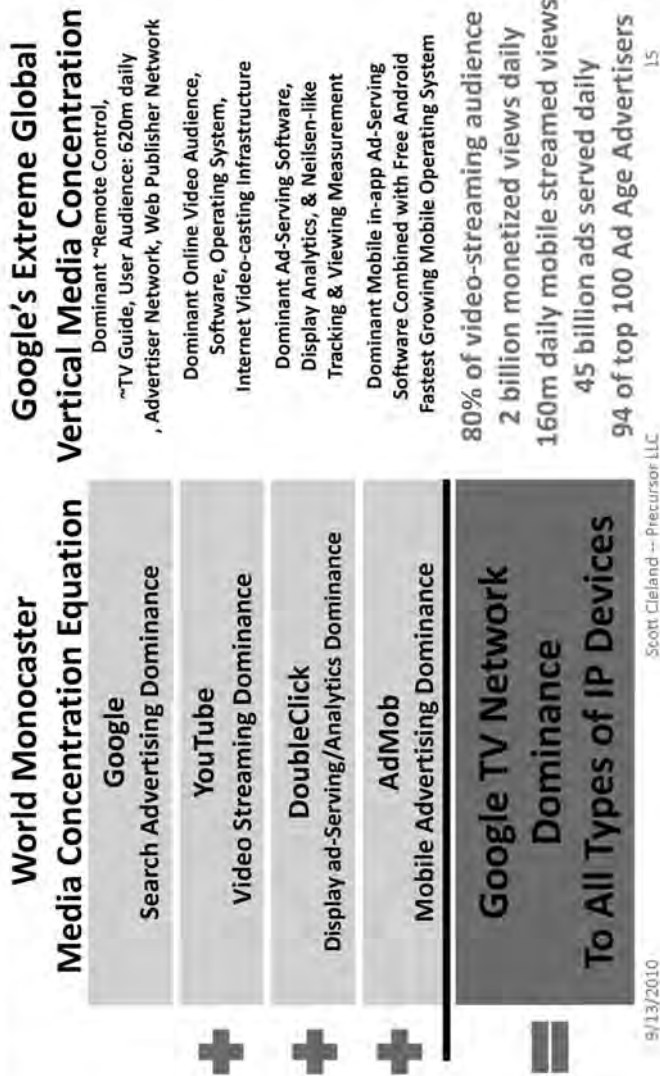 World Monocaster
Media Concentration Equation
Google's Extreme Global
Vertical Media Concentration
Google
Search Advertising Dominance
Dominant ~Remote Control,
~TV Guide, User Audience: 620m daily
, Advertiser Network, Web Publisher Network
+
YouTube
Video Streaming Dominance
Dominant Online Video Audience,
Software, Operating System,
Internet Video-casting Infrastructure
+
DoubleClick
Display ad-Serving/Analytics Dominance
Dominant Ad-Serving Software,
Display Analytics, & Neilsen-like
Tracking & Viewing Measurement
+
AdMob
Mobile Advertising Dominance
Dominant Mobile in-app Ad-Serving
Software Combined with Free Android
Fastest Growing Mobile Operating System
=
Google TV Network
Dominance
To All Types of IP Devices
80% of video-streaming audience
2 billion monetized views daily
160m daily mobile streamed views
45 billion ads served daily
94 of top 100 Ad Age Advertisers
9/13/2010
Scott Cleland -- Precursor LLC
15